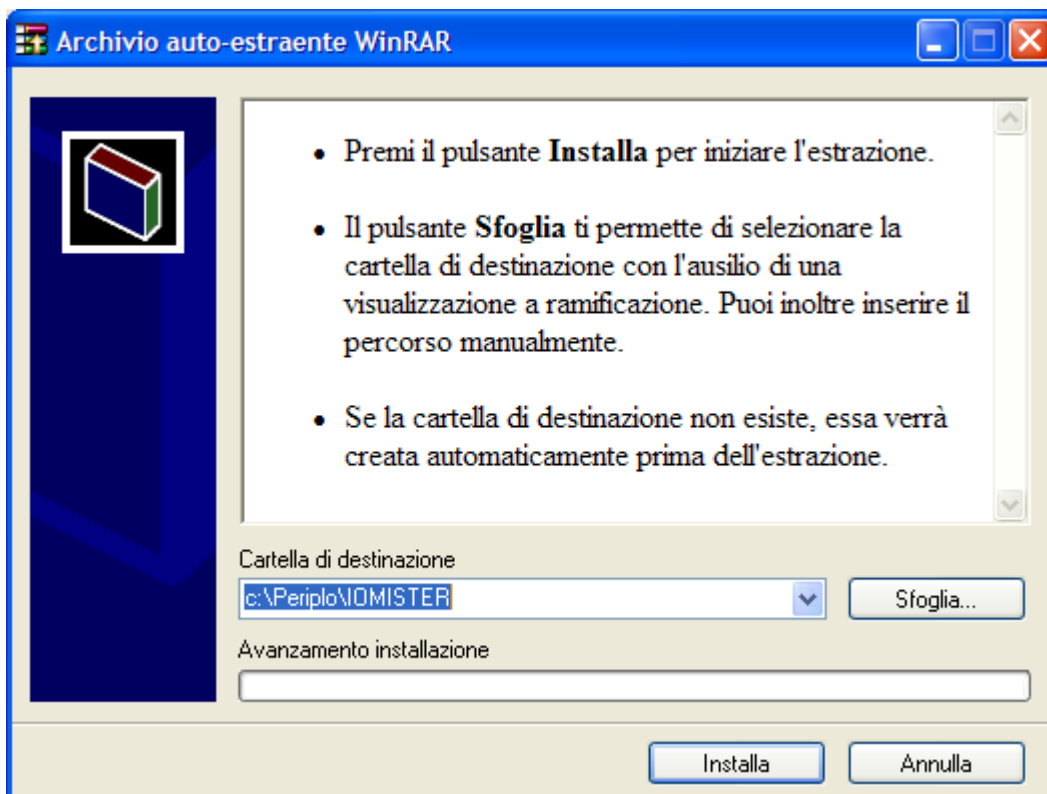 Archivio auto-estraente WinRAR
• Premi il pulsante Installa per iniziare l'estrazione.
• Il pulsante Sfoglia ti permette di selezionare la
cartella di destinazione con l'ausilio di una
visualizzazione a ramificazione. Puoi inoltre inserire il
percorso manualmente.
• Se la cartella di destinazione non esiste, essa verrà
creata automaticamente prima dell'estrazione.
Cartella di destinazione
c:\Periplo\IOMISTER
Sfoglia...
Avanzamento installazione
Installa
Annulla